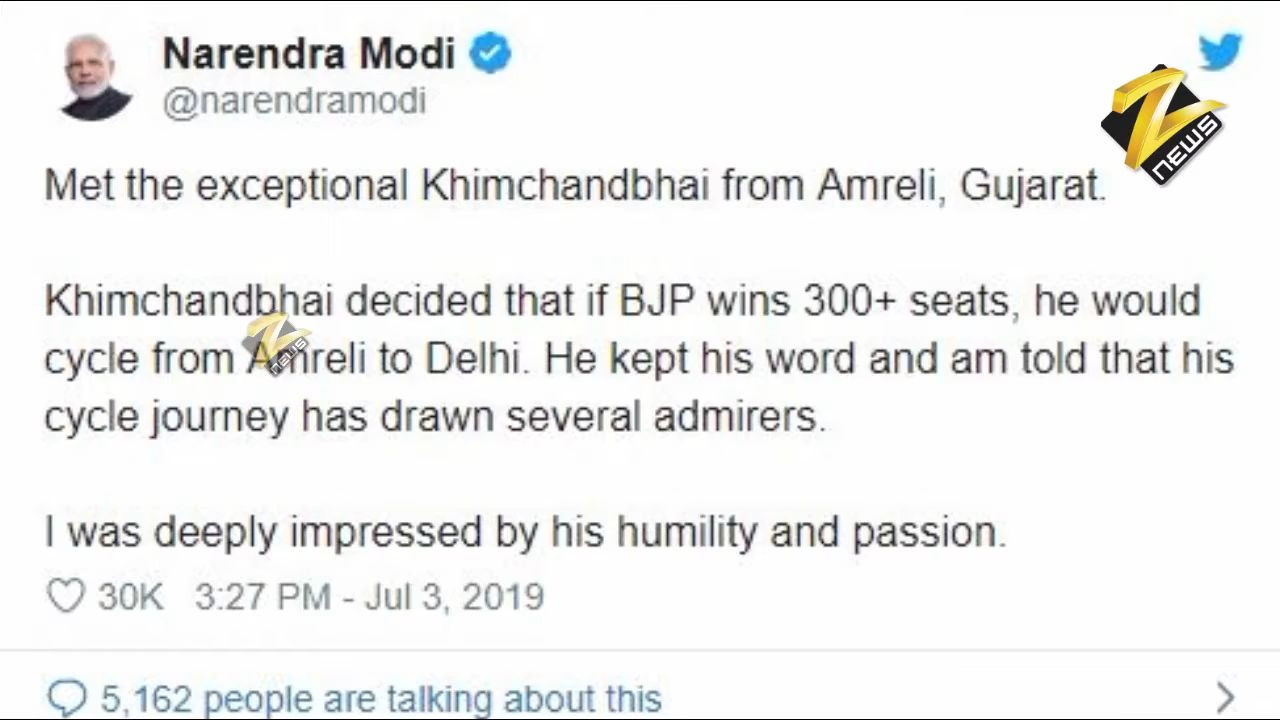 Narendra Modi
@narendramodi
Z NEWS
Met the exceptional Khimchandbhai from Amreli, Gujarat.
Khimchandbhai decided that if BJP wins 300+ seats, he would
cycle from Amreli to Delhi. He kept his word and am told that his
Z NEWS
cycle journey has drawn several admirers.
I was deeply impressed by his humility and passion.
30K 3:27 PM - Jul 3, 2019
5,162 people are talking about this